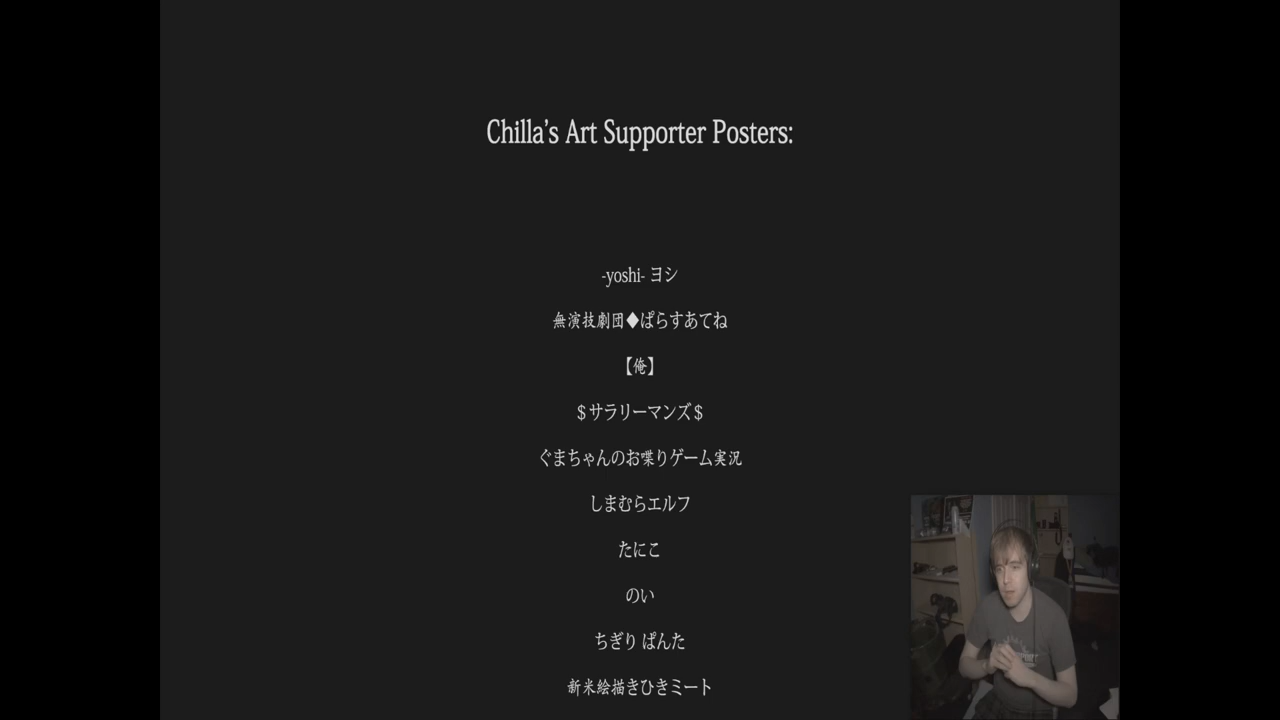 Chilla’s Art Supporter Posters:
-yoshi- ヨシ
無演技劇団◆ぱらすあてね
【俺】
$サラリーマンズ$
ぐまちゃんのお喋りゲーム実況
しまむらエルフ
たにこ
のい
ちぎり ぱんた
新米絵描きひきミート